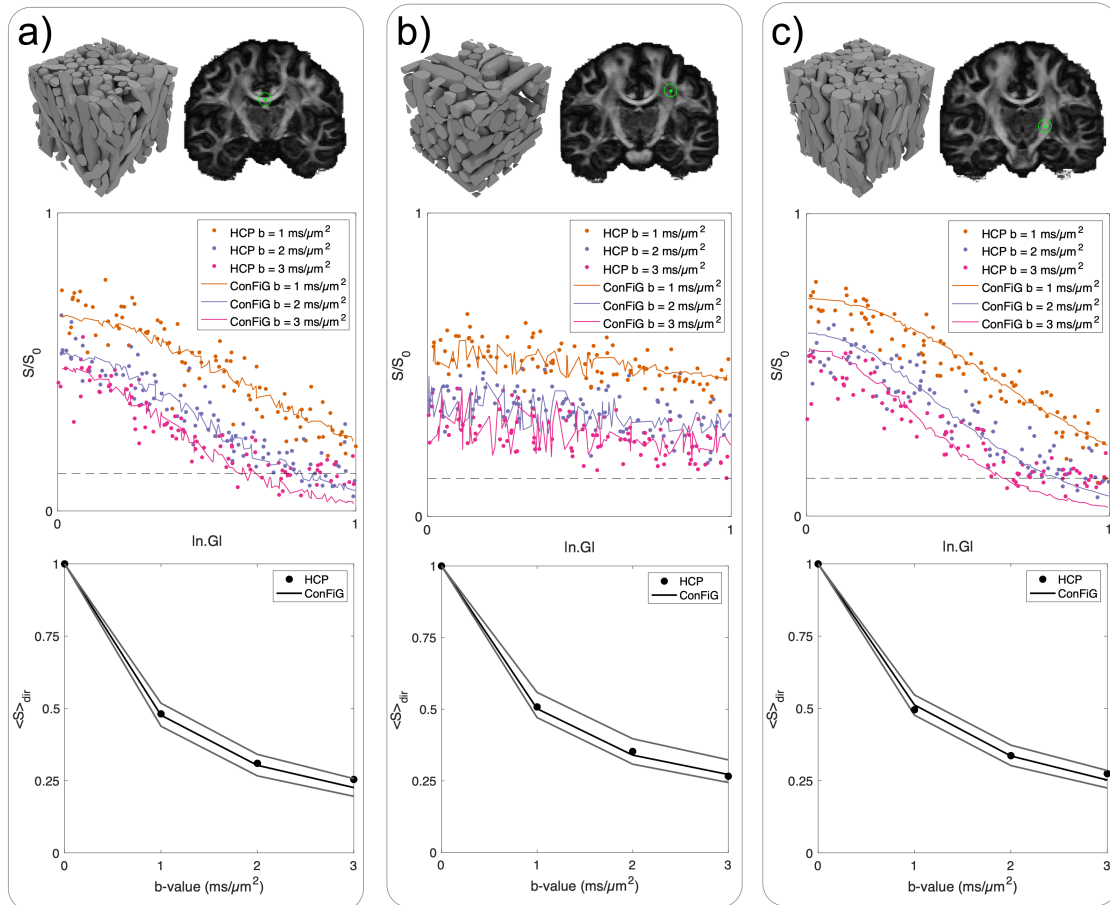 a)
1
HCP b = 1 ms/µm²
HCP b = 2 ms/µm²
HCP b = 3 ms/µm²
ConFiG b = 1 ms/µm²
ConFiG b = 2 ms/µm²
ConFiG b = 3 ms/µm²
S/S₀
0
0
1
|n.G|
1
HCP
ConFiG
0.75
0.5
<S>dir
0.25
0
0
1
2
3
b-value (ms/µm²)
b)
1
HCP b = 1 ms/µm²
HCP b = 2 ms/µm²
HCP b = 3 ms/µm²
ConFiG b = 1 ms/µm²
ConFiG b = 2 ms/µm²
ConFiG b = 3 ms/µm²
S/S₀
0
0
1
|n.G|
1
HCP
ConFiG
0.75
0.5
<S>dir
0.25
0
0
1
2
3
b-value (ms/µm²)
c)
1
HCP b = 1 ms/µm²
HCP b = 2 ms/µm²
HCP b = 3 ms/µm²
ConFiG b = 1 ms/µm²
ConFiG b = 2 ms/µm²
ConFiG b = 3 ms/µm²
S/S₀
0
0
1
|n.G|
1
HCP
ConFiG
0.75
0.5
<S>dir
0.25
0
0
1
2
3
b-value (ms/µm²)